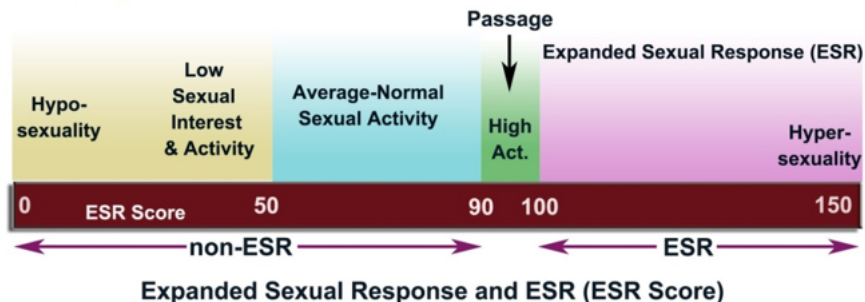 Passage
Expanded Sexual Response (ESR)
Hypo-
sexuality
Low
Sexual
Interest
& Activity
Average-Normal
Sexual Activity
High
Act.
Hyper-
sexuality
0 ESR Score 50 90 100 150
non-ESR ESR
Expanded Sexual Response and ESR (ESR Score)